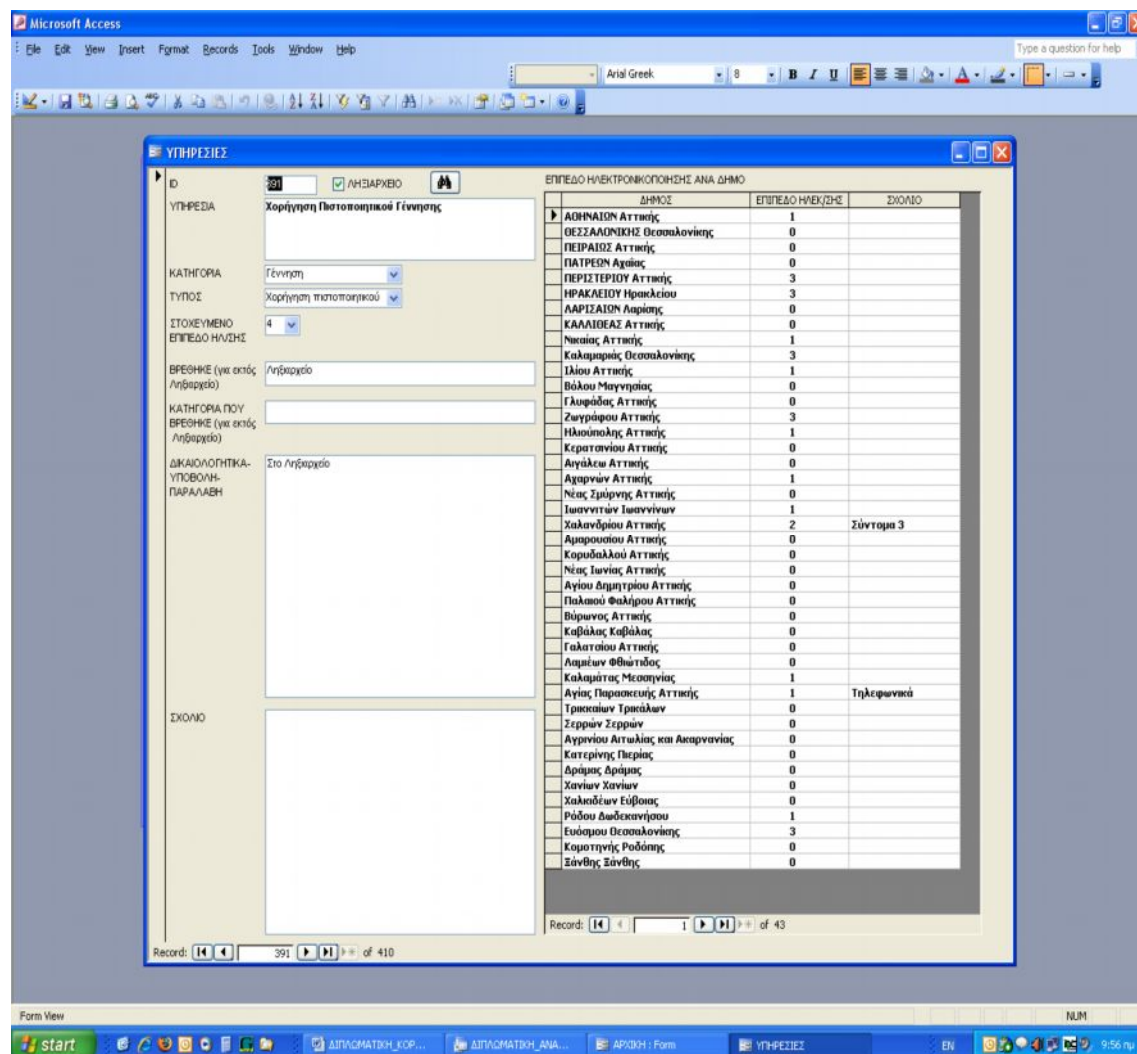 Microsoft Access
File Edit View Insert Format Records Tools Window Help
Type a question for help
Arial Greek 8 B I U A
ΥΠΗΡΕΣΙΕΣ
ID 391 ΛΗΞΙΑΡΧΕΙΟ
ΥΠΗΡΕΣΙΑ Χορήγηση Πιστοποιητικού Γέννησης
ΚΑΤΗΓΟΡΙΑ Γέννηση
ΤΥΠΟΣ Χορήγηση πιστοποιητικού
ΣΤΟΧΕΥΜΕΝΟ 4
ΕΠΙΠΕΔΟ ΗΛ/ΣΗΣ
ΒΡΕΘΗΚΕ (για εκτός Ληξιαρχείο
Ληξιαρχείο)
ΚΑΤΗΓΟΡΙΑ ΠΟΥ
ΒΡΕΘΗΚΕ (για εκτός
Ληξιαρχείο)
ΔΙΚΑΙΟΛΟΓΗΤΙΚΑ- Στο Ληξιαρχείο
ΥΠΟΒΟΛΗ-
ΠΑΡΑΛΑΒΗ
ΣΧΟΛΙΟ
ΕΠΙΠΕΔΟ ΗΛΕΚΤΡΟΝΙΚΟΠΟΙΗΣΗΣ ΑΝΑ ΔΗΜΟ
ΔΗΜΟΣ ΕΠΙΠΕΔΟ ΗΛΕΚ/ΣΗΣ ΣΧΟΛΙΟ
ΑΘΗΝΑΙΩΝ Αττικής 1
ΘΕΣΣΑΛΟΝΙΚΗΣ Θεσσαλονίκης 0
ΠΕΙΡΑΙΩΣ Αττικής 0
ΠΑΤΡΕΩΝ Αχαΐας 0
ΠΕΡΙΣΤΕΡΙΟΥ Αττικής 3
ΗΡΑΚΛΕΙΟΥ Ηρακλείου 3
ΛΑΡΙΣΑΙΩΝ Λαρίσης 0
ΚΑΛΛΙΘΕΑΣ Αττικής 0
Νικαίας Αττικής 1
Καλαμαριάς Θεσσαλονίκης 3
Ιλίου Αττικής 1
Βόλου Μαγνησίας 0
Γλυφάδας Αττικής 0
Ζωγράφου Αττικής 3
Ηλιούπολης Αττικής 1
Κερατσινίου Αττικής 0
Αιγάλεω Αττικής 0
Αχαρνών Αττικής 1
Νέας Σμύρνης Αττικής 0
Ιωαννιτών Ιωαννίνων 1
Χαλανδρίου Αττικής 2 Σύντομα 3
Αμαρουσίου Αττικής 0
Κορυδαλλού Αττικής 0
Νέας Ιωνίας Αττικής 0
Αγίου Δημητρίου Αττικής 0
Παλαιού Φαλήρου Αττικής 0
Βύρωνος Αττικής 0
Καβάλας Καβάλας 0
Γαλατσίου Αττικής 0
Λαμιέων Φθιώτιδος 0
Καλαμάτας Μεσσηνίας 1
Αγίας Παρασκευής Αττικής 1 Τηλεφωνικά
Τρικκαίων Τρικάλων 0
Σερρών Σερρών 0
Αγρινίου Αιτωλίας και Ακαρνανίας 0
Κατερίνης Πιερίας 0
Δράμας Δράμας 0
Χανίων Χανίων 0
Χαλκιδέων Εύβοιας 0
Ρόδου Δωδεκανήσου 1
Ευόσμου Θεσσαλονίκης 3
Κομοτηνής Ροδόπης 0
Ξάνθης Ξάνθης 0
Record: 1 of 43
Record: 391 of 410
Form View NUM
start ΔΙΠΛΩΜΑΤΙΚΗ_ΚΟΡ... ΔΙΠΛΩΜΑΤΙΚΗ_ΑΝΑ... ΑΡΧΙΚΗ : Form ΥΠΗΡΕΣΙΕΣ EN 9:56 πμ